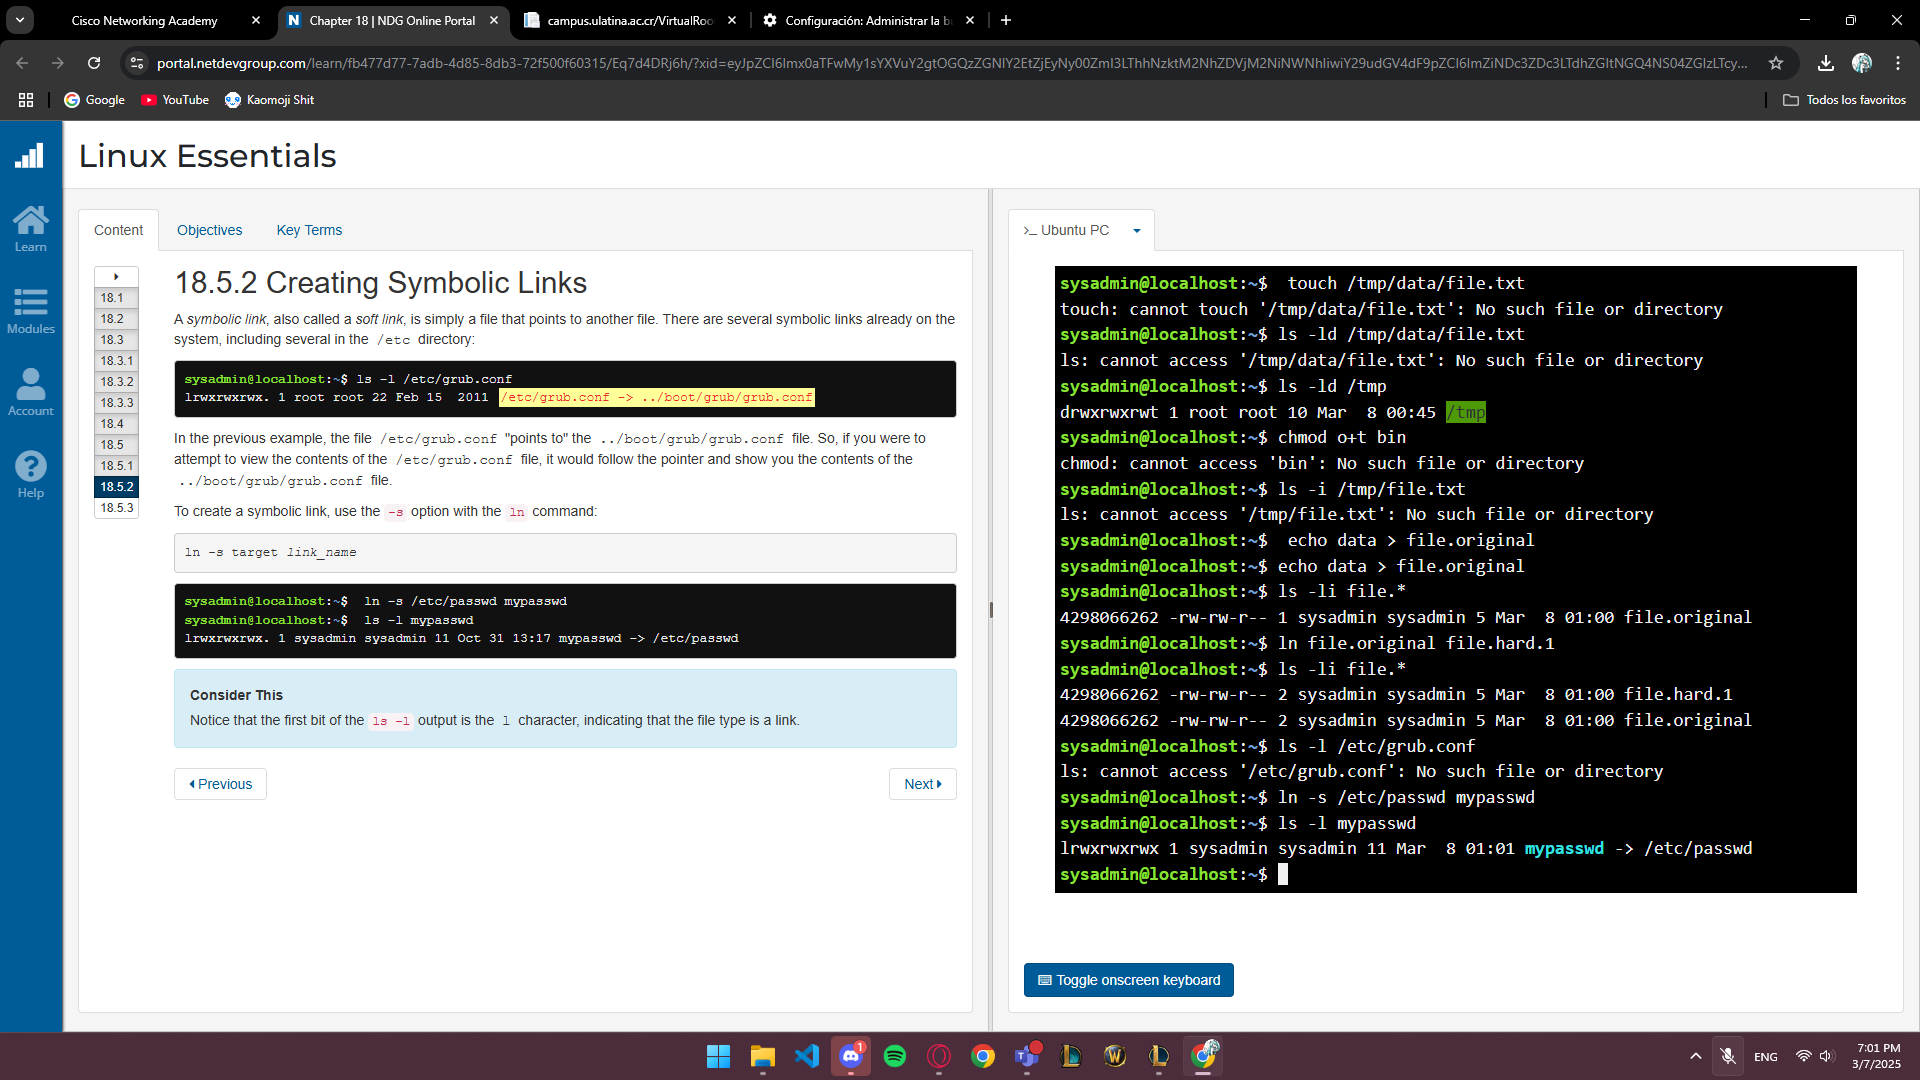 Cisco Networking Academy
Chapter 18 | NDG Online Portal
campus.ulatina.ac.cr/VirtualRoo
Configuración: Administrar la b
portal.netdevgroup.com/learn/fb477d77-7adb-4d85-8db3-72f500f60315/Eq7d4DRj6h/?xid=
Google
YouTube
Kaomoji Shit
Todos los favoritos
Linux Essentials
Learn
Modules
Account
Help
Content
Objectives
Key Terms
18.1
18.2
18.3
18.3.1
18.3.2
18.3.3
18.4
18.5
18.5.1
18.5.2
18.5.3
18.5.2 Creating Symbolic Links
A symbolic link, also called a soft link, is simply a file that points to another file. There are several symbolic links already on the
system, including several in the /etc directory:
sysadmin@localhost:~$ ls -l /etc/grub.conf
lrwxrwxrwx. 1 root root 22 Feb 15  2011 /etc/grub.conf -> ../boot/grub/grub.conf
In the previous example, the file /etc/grub.conf "points to" the ../boot/grub/grub.conf file. So, if you were to
attempt to view the contents of the /etc/grub.conf file, it would follow the pointer and show you the contents of the
../boot/grub/grub.conf file.
To create a symbolic link, use the -s option with the ln command:
ln -s target link_name
sysadmin@localhost:~$  ln -s /etc/passwd mypasswd
sysadmin@localhost:~$  ls -l mypasswd
lrwxrwxrwx. 1 sysadmin sysadmin 11 Oct 31 13:17 mypasswd -> /etc/passwd
Consider This
Notice that the first bit of the ls -l output is the l character, indicating that the file type is a link.
Previous
Next
>_ Ubuntu PC
sysadmin@localhost:~$  touch /tmp/data/file.txt
touch: cannot touch '/tmp/data/file.txt': No such file or directory
sysadmin@localhost:~$ ls -ld /tmp/data/file.txt
ls: cannot access '/tmp/data/file.txt': No such file or directory
sysadmin@localhost:~$ ls -ld /tmp
drwxrwxrwt 1 root root 10 Mar  8 00:45 /tmp
sysadmin@localhost:~$ chmod o+t bin
chmod: cannot access 'bin': No such file or directory
sysadmin@localhost:~$ ls -i /tmp/file.txt
ls: cannot access '/tmp/file.txt': No such file or directory
sysadmin@localhost:~$  echo data > file.original
sysadmin@localhost:~$ echo data > file.original
sysadmin@localhost:~$ ls -li file.*
4298066262 -rw-rw-r-- 1 sysadmin sysadmin 5 Mar  8 01:00 file.original
sysadmin@localhost:~$ ln file.original file.hard.1
sysadmin@localhost:~$ ls -li file.*
4298066262 -rw-rw-r-- 2 sysadmin sysadmin 5 Mar  8 01:00 file.hard.1
4298066262 -rw-rw-r-- 2 sysadmin sysadmin 5 Mar  8 01:00 file.original
sysadmin@localhost:~$ ls -l /etc/grub.conf
ls: cannot access '/etc/grub.conf': No such file or directory
sysadmin@localhost:~$ ln -s /etc/passwd mypasswd
sysadmin@localhost:~$ ls -l mypasswd
lrwxrwxrwx 1 sysadmin sysadmin 11 Mar  8 01:01 mypasswd -> /etc/passwd
sysadmin@localhost:~$
Toggle onscreen keyboard
1
ENG
7:01 PM
3/7/2025